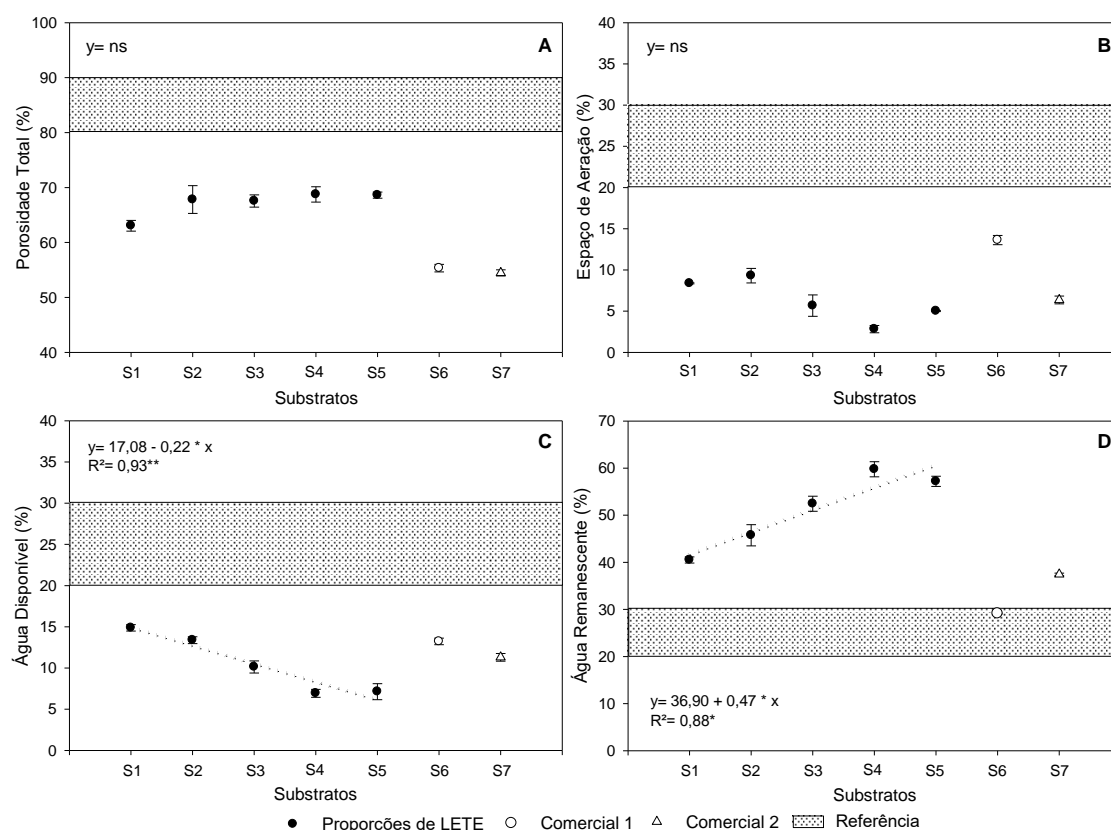 y= ns
A
Porosidade Total (%)
100
90
80
70
60
50
40
S1 S2 S3 S4 S5 S6 S7
Substratos
y= ns
B
Espaço de Aeração (%)
40
35
30
25
20
15
10
5
0
S1 S2 S3 S4 S5 S6 S7
Substratos
y= 17,08 - 0,22 * x
R²= 0,93**
C
Água Disponível (%)
40
35
30
25
20
15
10
5
0
S1 S2 S3 S4 S5 S6 S7
Substratos
D
Água Remanescente (%)
70
60
50
40
30
20
10
0
y= 36,90 + 0,47 * x
R²= 0,88*
S1 S2 S3 S4 S5 S6 S7
Substratos
Proporções de LETE Comercial 1 Comercial 2 Referência